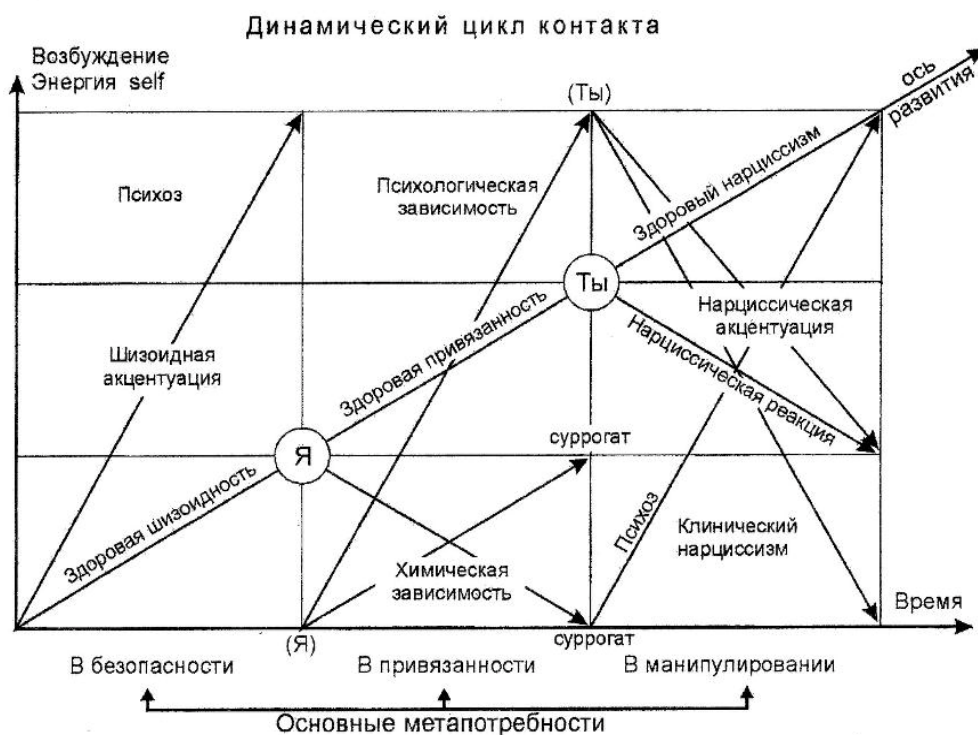 Динамический цикл контакта
Возбуждение
Энергия self
(Ты)
ось
развития
Психоз
Психологическая
зависимость
Здоровый нарциссизм
Ты
Шизоидная
акцентуация
Здоровая привязанность
Нарциссическая
акцентуация
Нарциссическая реакция
суррогат
Я
Здоровая шизоидность
Психоз
Клинический
нарциссизм
Химическая
зависимость
Время
(Я)
суррогат
В безопасности
В привязанности
В манипулировании
Основные метапотребности